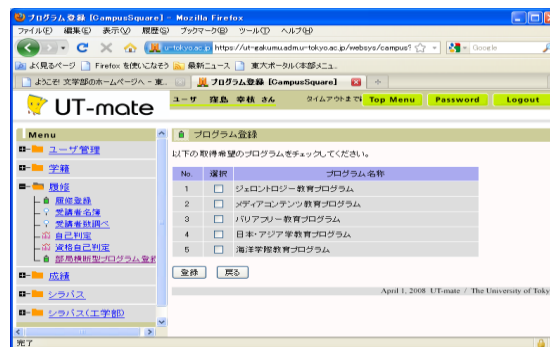 プログラム登録 [CampusSquare] - Mozilla Firefox
ファイル(F) 編集(E) 表示(V) 履歴(S) ブックマーク(B) ツール(T) ヘルプ(H)
u-tokyo.ac.jp https://ut-gakumu.adm.u-tokyo.ac.jp/websys/campus?
Google
よく見るページ Firefox を使いこなそう 最新ニュース 東大ポータル(本部メニュ...
ようこそ! 文学部のホームページへ - 東... プログラム登録 [CampusSquare]
UT-mate
ユーザ 幸枝 さん タイムアウトまで Top Menu Password Logout
Menu
ユーザ管理
学籍
履修
履修登録
受講者名簿
受講者数調べ
自己判定
資格自己判定
部局横断型プログラム登録
成績
シラバス
シラバス(工学部)
プログラム登録
以下の取得希望のプログラムをチェックしてください。
No. 選択 プログラム名称
1 ジェロントロジー教育プログラム
2 メディアコンテンツ教育プログラム
3 バリアフリー教育プログラム
4 日本・アジア学教育プログラム
5 海洋学際教育プログラム
登録 戻る
April 1, 2008 UT-mate / The University of Toky
完了